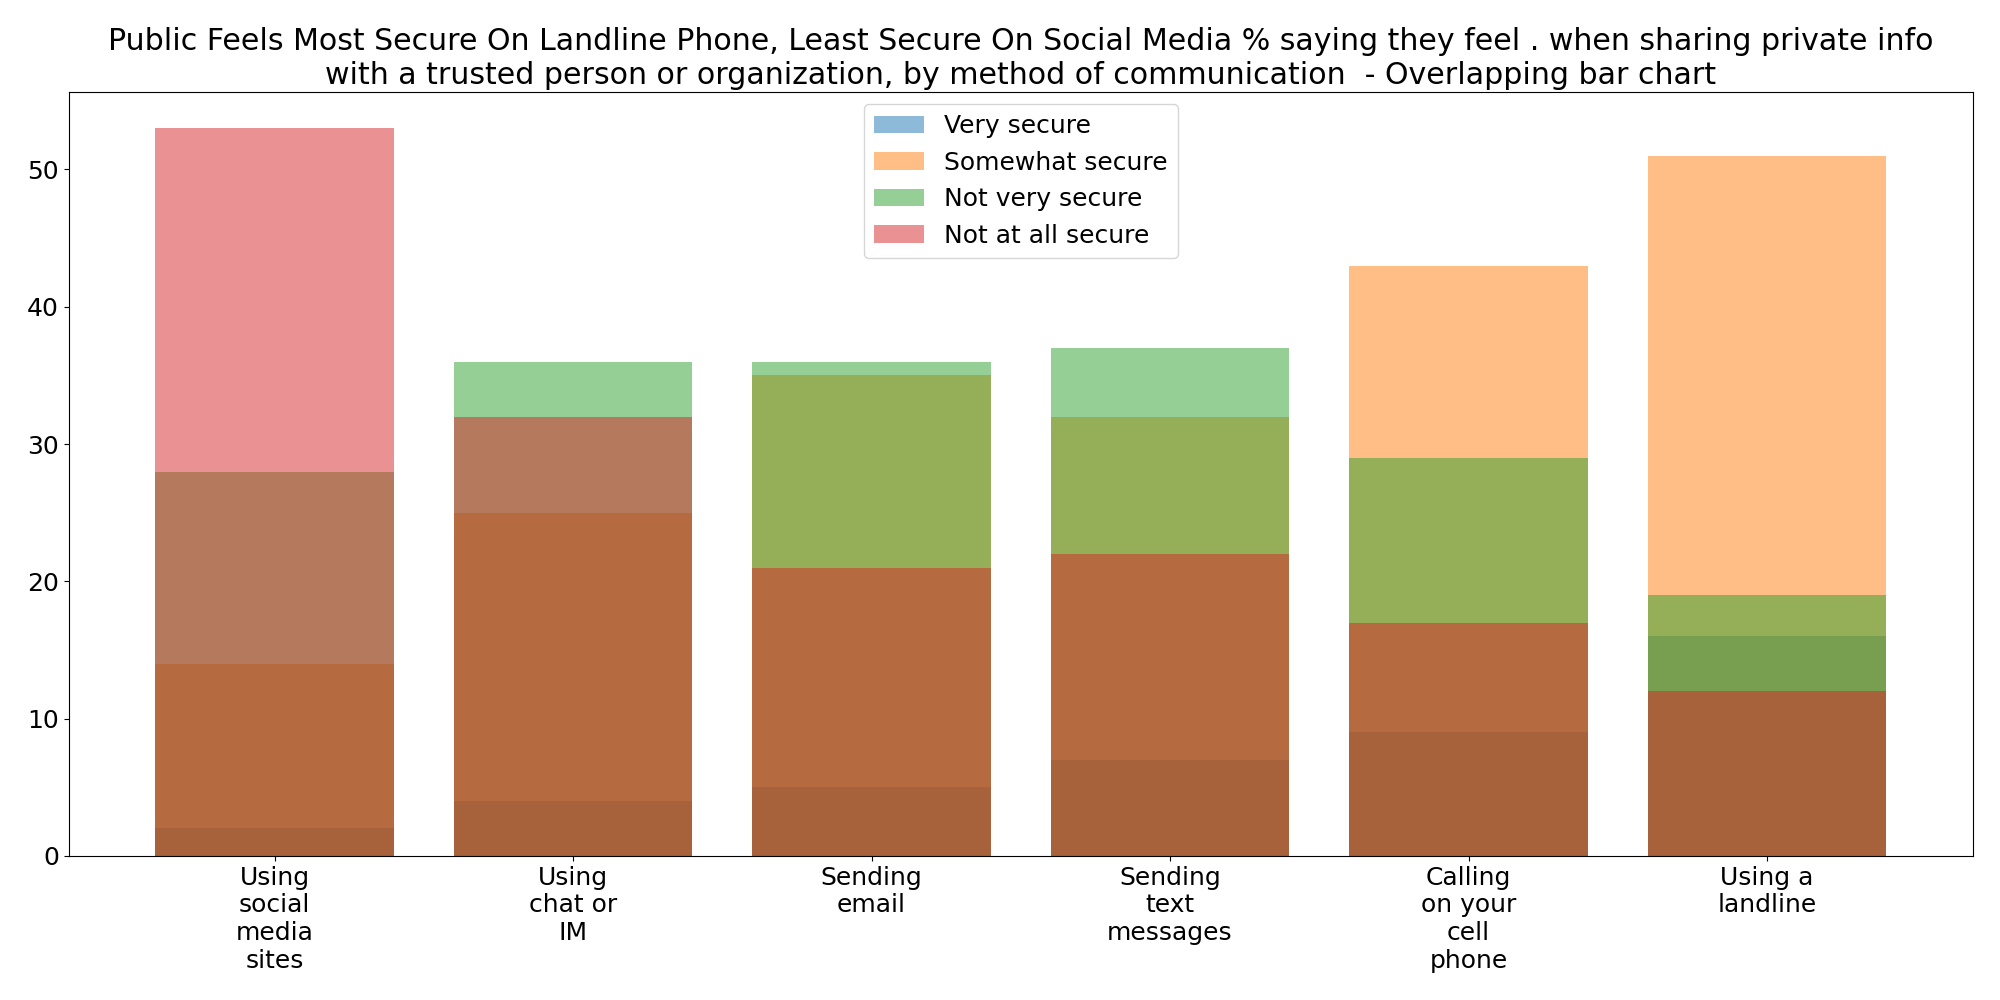 Public Feels Most Secure On Landline Phone, Least Secure On Social Media % saying they feel . when sharing private info
with a trusted person or organization, by method of communication  - Overlapping bar chart
Very secure
Somewhat secure
Not very secure
Not at all secure
50
40
30
20
10
0
Using
social
media
sites
Using
chat or
IM
Sending
email
Sending
text
messages
Calling
on your
cell
phone
Using a
landline